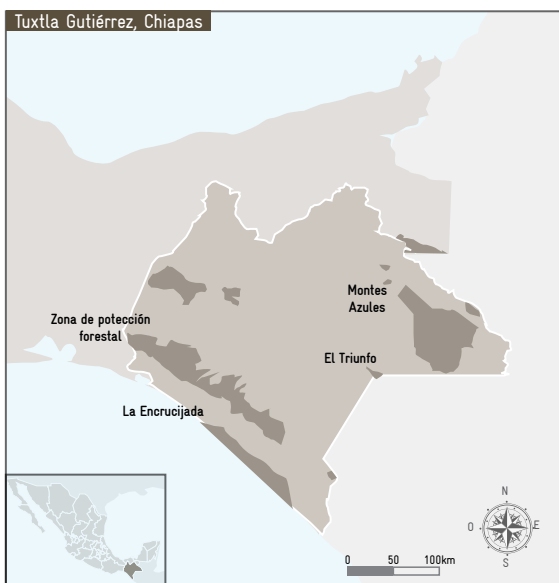 Tuxtla Gutiérrez, Chiapas
Montes
Azules
Zona de potección
forestal
El Triunfo
La Encrucijada
N
O
E
S
0 50 100km